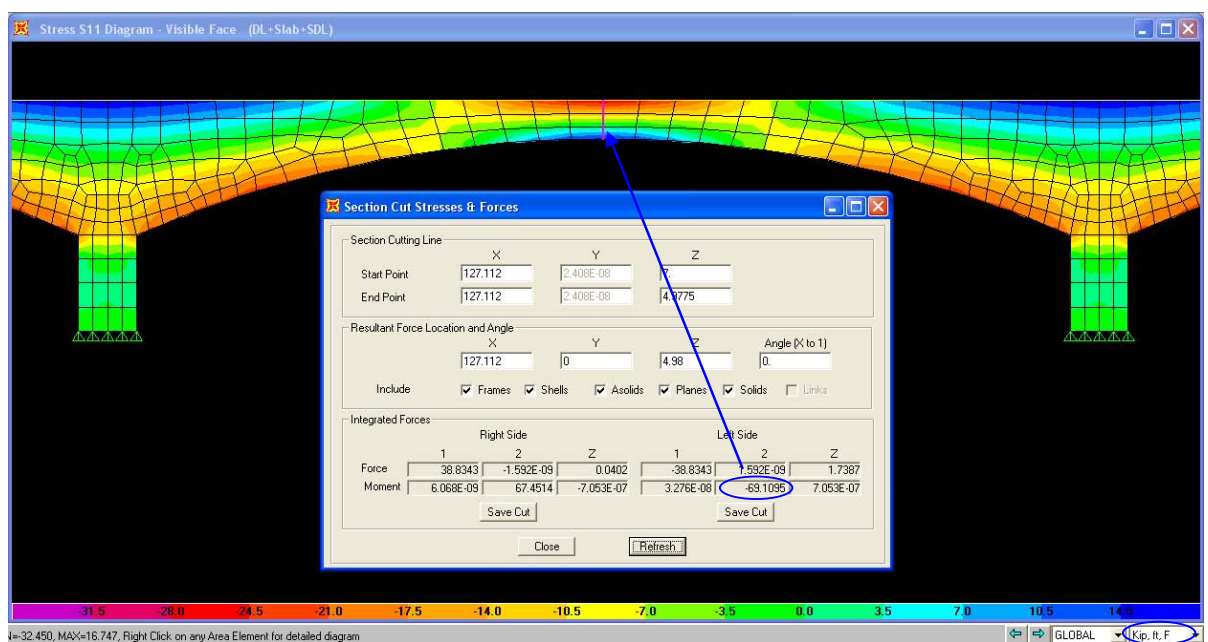 Stress S11 Diagram - Visible Face (DL+Slab+SDL)
Section Cut Stresses & Forces
Section Cutting Line
X Y Z
Start Point 127.112 2.408E-08 7.
End Point 127.112 2.408E-08 4.9775
Resultant Force Location and Angle
X Y Z Angle (X to 1)
127.112 0 4.98 0.
Include Frames Shells Asolids Planes Solids Links
Integrated Forces
Right Side Left Side
1 2 Z 1 2 Z
Force 38.8343 -1.592E-09 0.0402 -38.8343 1.592E-09 1.7387
Moment 6.068E-09 67.4514 -7.053E-07 3.276E-08 -69.1095 7.053E-07
Save Cut Save Cut
Close Refresh
-31.5 -28.0 -24.5 -21.0 -17.5 -14.0 -10.5 -7.0 -3.5 0.0 3.5 7.0 10.5 14.0
N=-32.450, MAX=16.747, Right Click on any Area Element for detailed diagram GLOBAL Kip, ft, F